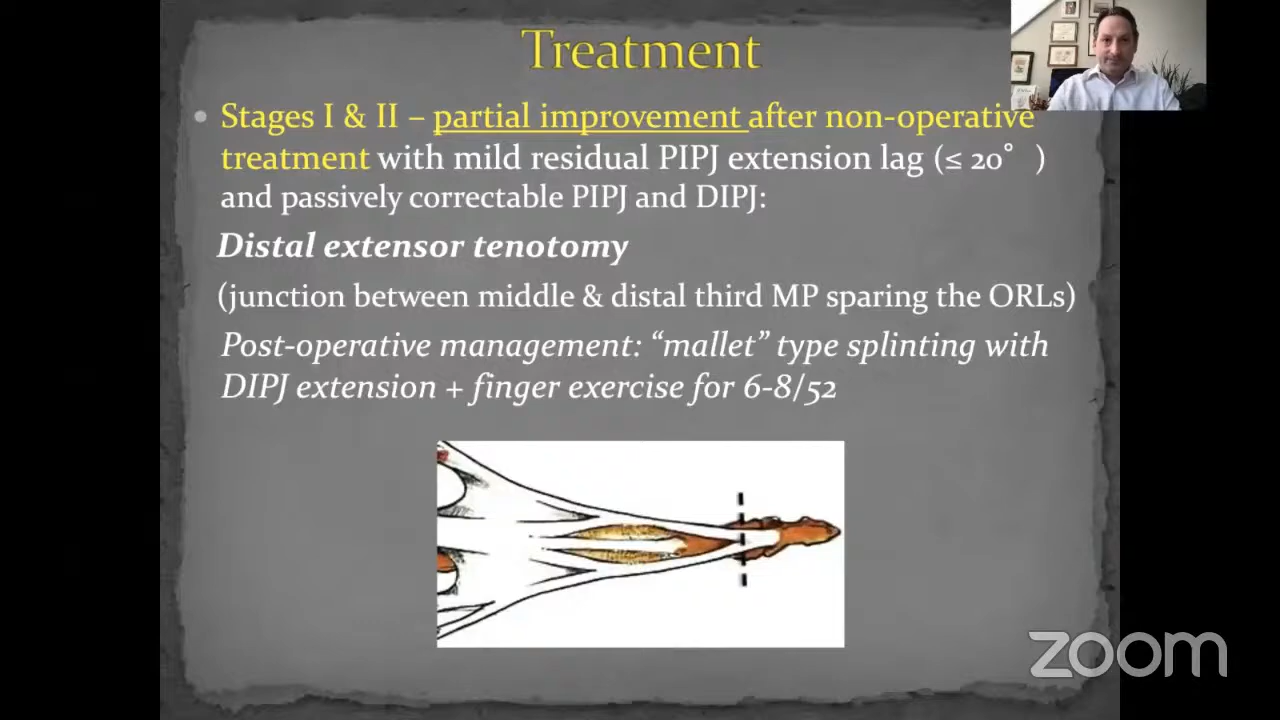 Treatment
Stages I & II – partial improvement after non-operative
treatment with mild residual PIPJ extension lag (≤ 20° )
and passively correctable PIPJ and DIPJ:
Distal extensor tenotomy
(junction between middle & distal third MP sparing the ORLs)
Post-operative management: “mallet” type splinting with
DIPJ extension + finger exercise for 6-8/52
zoom